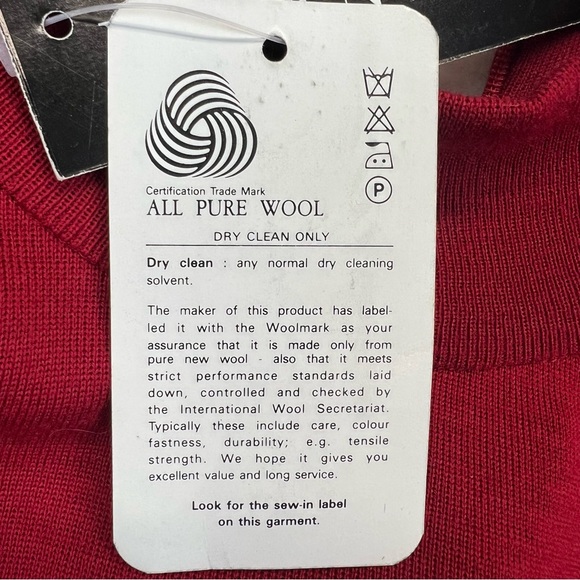 Certification Trade Mark
ALL PURE WOOL
DRY CLEAN ONLY
P
Dry clean : any normal dry cleaning
solvent.
The maker of this product has label-
led it with the Woolmark as your
assurance that it is made only from
pure new wool - also that it meets
strict performance standards laid
down, controlled and checked by
the International Wool Secretariat.
Typically these include care, colour
fastness, durability; e.g. tensile
strength. We hope it gives you
excellent value and long service.
Look for the sew-in label
on this garment.